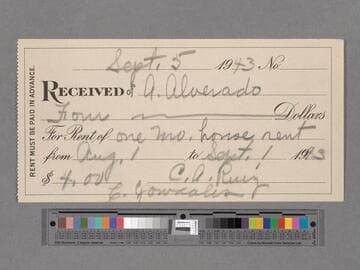 Sept. 5 1943 No.
RENT MUST BE PAID IN ADVANCE.
RECEIVED of A. Alverado
Four Dollars
For Rent of one mo. house rent
from Aug. 1 to Sept. 1 1943
$ 4.00 C. A. Ruiz